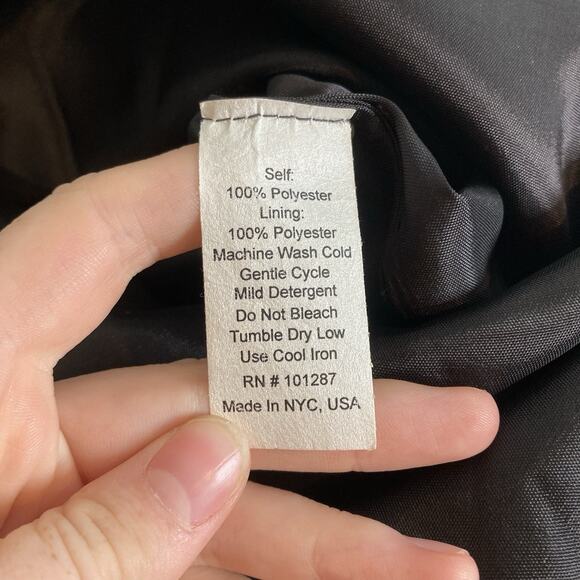 Self:
100% Polyester
Lining:
100% Polyester
Machine Wash Cold
Gentle Cycle
Mild Detergent
Do Not Bleach
Tumble Dry Low
Use Cool Iron
RN # 101287
Made In NYC, USA